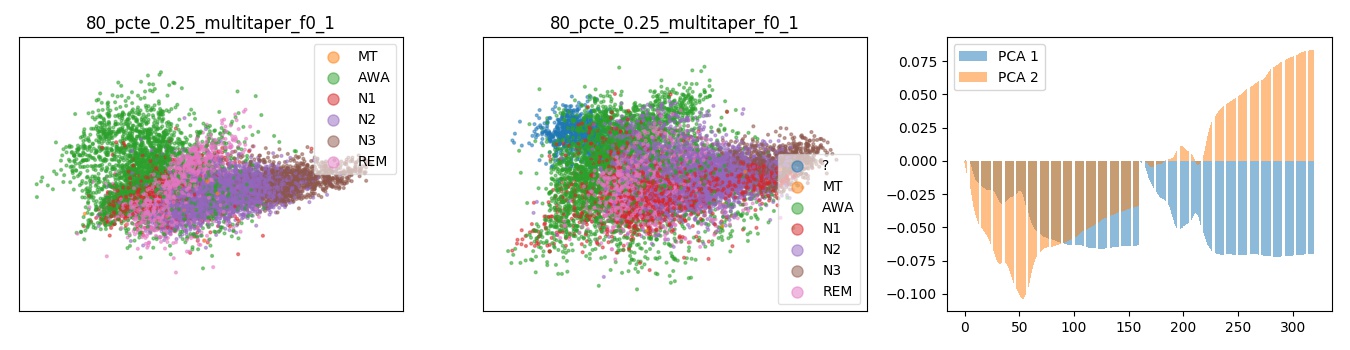 80_pcte_0.25_multitaper_f0_1
MT
AWA
N1
N2
N3
REM
80_pcte_0.25_multitaper_f0_1
?
MT
AWA
N1
N2
N3
REM
PCA 1
PCA 2
0.075
0.050
0.025
0.000
−0.025
−0.050
−0.075
−0.100
0 50 100 150 200 250 300